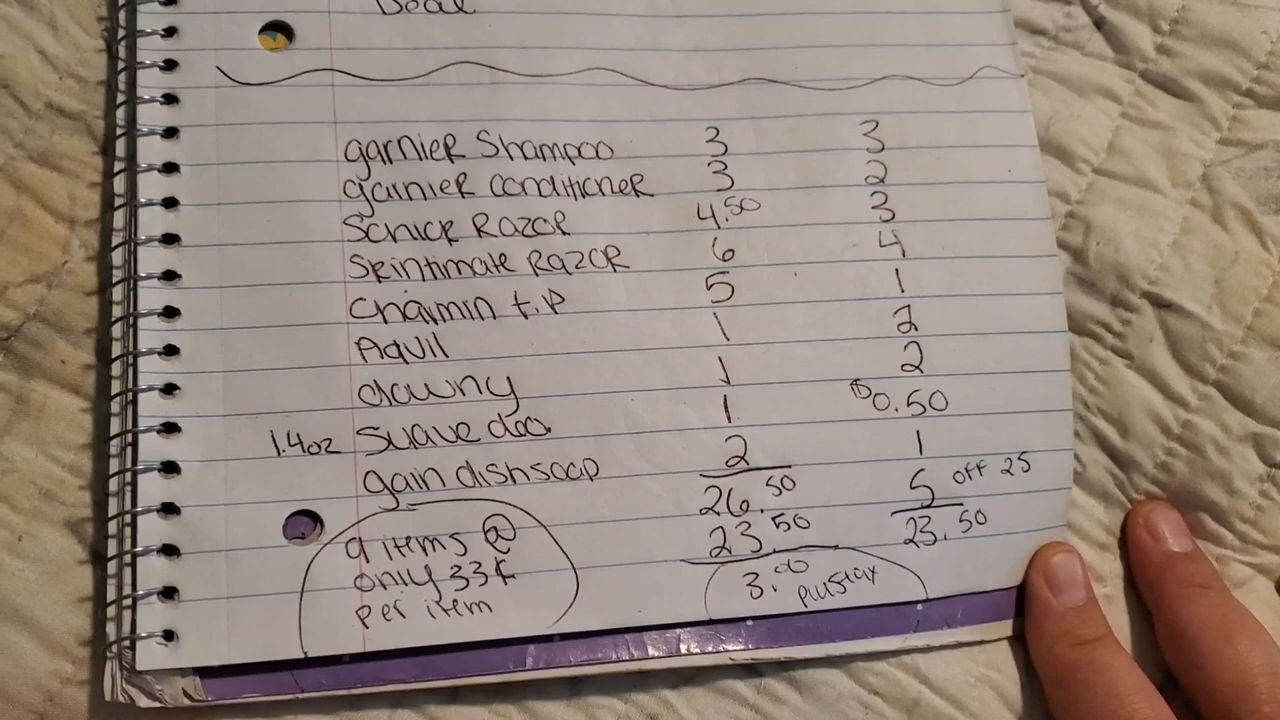 garnier Shampoo 3 3
garnier conditioner 3 2
Schick Razor 4.50 3
Skintimate Razor 6 4
Charmin t.p 5 1
Advil 1 2
downy 1 2
1.4oz Suave deo. 1 $0.50
gain dishsoap 2 1
26.50 5 off 25
23.50 23.50
3.00 plus tax
9 items @
only 33¢
per item